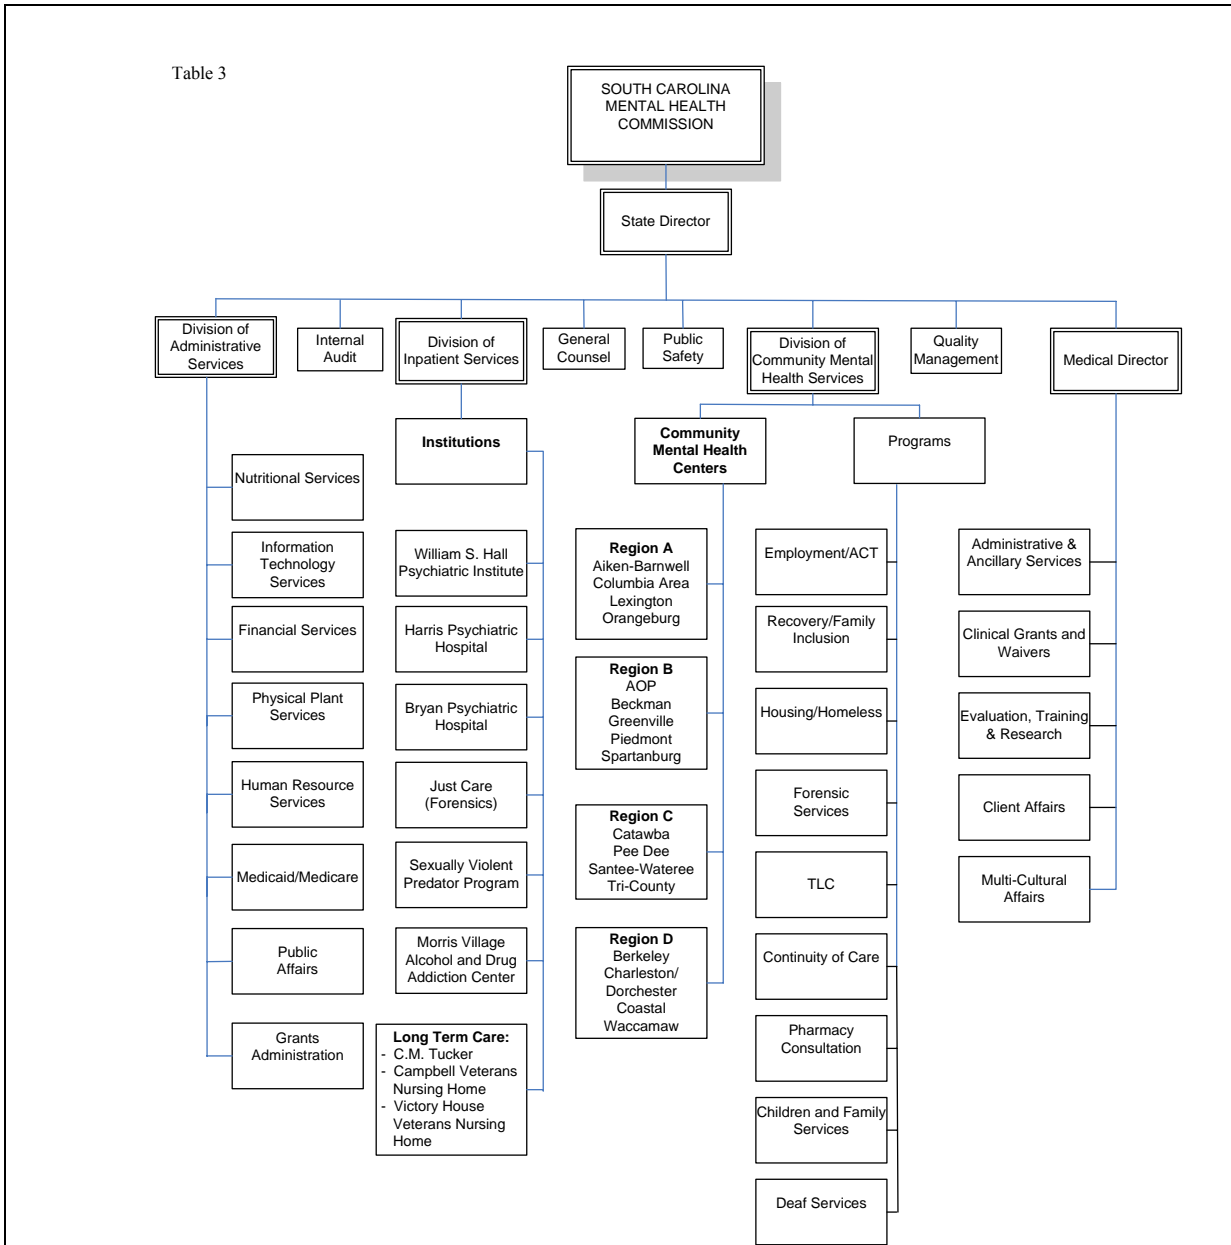 Table 3
SOUTH CAROLINA
MENTAL HEALTH
COMMISSION
State Director
Division of
Administrative
Services
Internal
Audit
Division of
Inpatient Services
General
Counsel
Public
Safety
Division of
Community Mental
Health Services
Quality
Management
Medical Director
Nutritional Services
Information
Technology
Services
Financial Services
Physical Plant
Services
Human Resource
Services
Medicaid/Medicare
Public
Affairs
Grants
Administration
Institutions
William S. Hall
Psychiatric Institute
Harris Psychiatric
Hospital
Bryan Psychiatric
Hospital
Just Care
(Forensics)
Sexually Violent
Predator Program
Morris Village
Alcohol and Drug
Addiction Center
Long Term Care:
- C.M. Tucker
- Campbell Veterans
Nursing Home
- Victory House
Veterans Nursing
Home
Community
Mental Health
Centers
Region A
Aiken-Barnwell
Columbia Area
Lexington
Orangeburg
Region B
AOP
Beckman
Greenville
Piedmont
Spartanburg
Region C
Catawba
Pee Dee
Santee-Wateree
Tri-County
Region D
Berkeley
Charleston/
Dorchester
Coastal
Waccamaw
Programs
Employment/ACT
Recovery/Family
Inclusion
Housing/Homeless
Forensic
Services
TLC
Continuity of Care
Pharmacy
Consultation
Children and Family
Services
Deaf Services
Administrative &
Ancillary Services
Clinical Grants and
Waivers
Evaluation, Training
& Research
Client Affairs
Multi-Cultural
Affairs